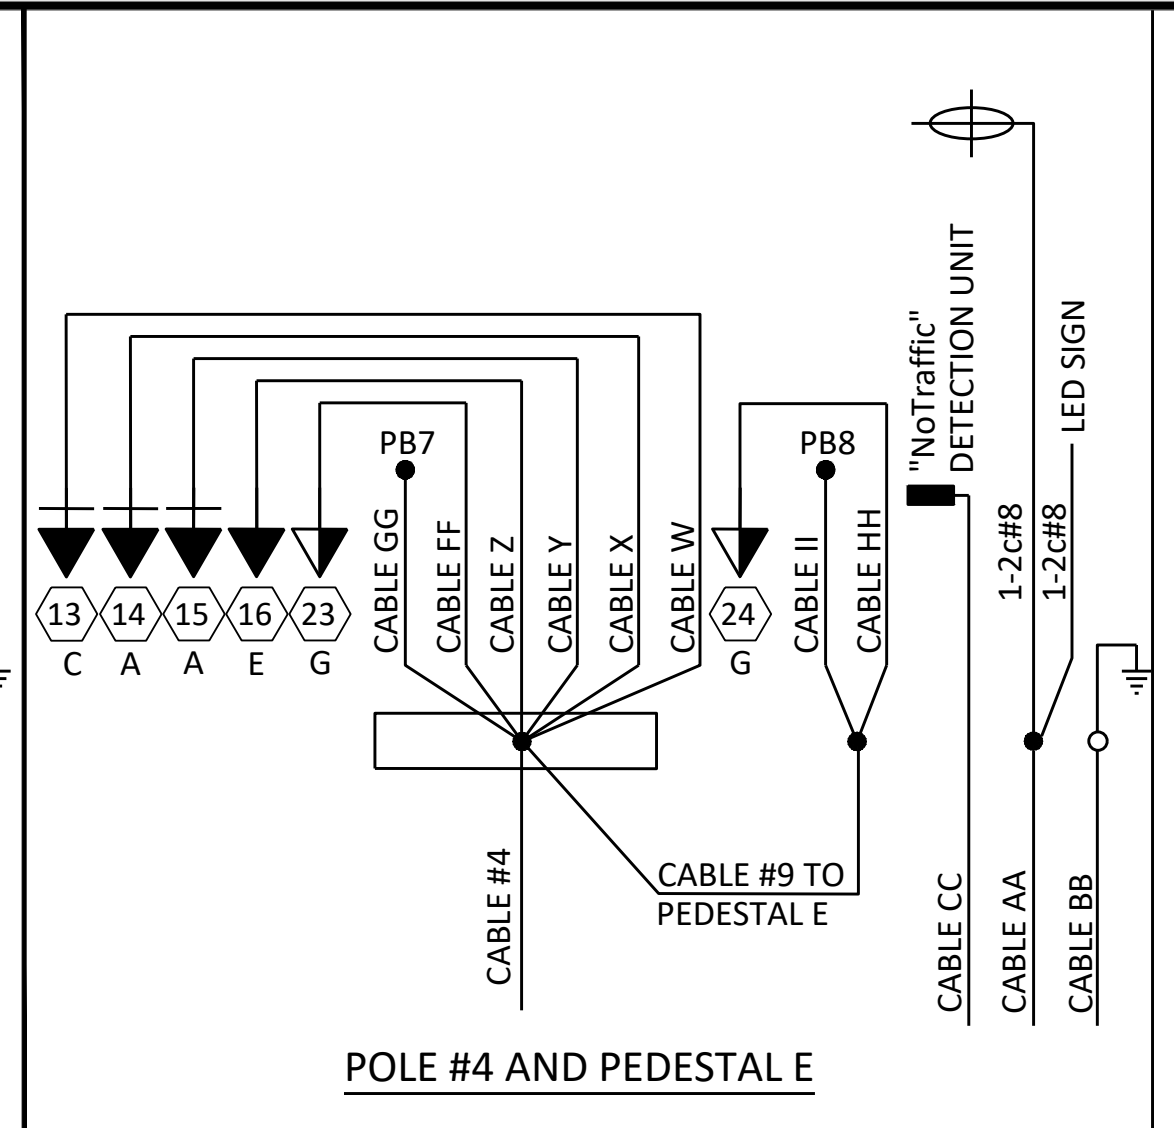 "NoTraffic"
DETECTION UNIT
LED SIGN
PB7
PB8
CABLE GG
CABLE FF
CABLE Z
CABLE Y
CABLE X
CABLE W
CABLE II
CABLE HH
1-2c#8
1-2c#8
13
14
15
16
23
24
C
A
A
E
G
G
CABLE #4
CABLE #9 TO
PEDESTAL E
CABLE CC
CABLE AA
CABLE BB
POLE #4 AND PEDESTAL E